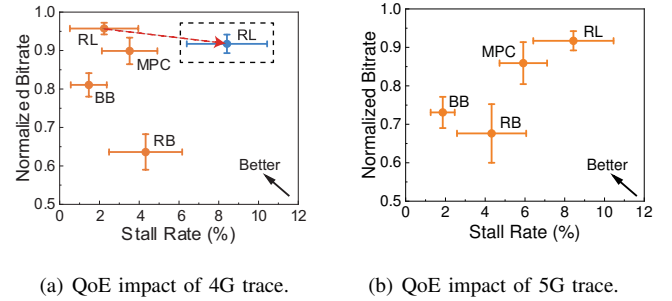 1.0
0.9
0.8
0.7
0.6
0.5
Normalized Bitrate
RL
RL
MPC
BB
RB
Better
0 2 4 6 8 10 12
Stall Rate (%)
(a) QoE impact of 4G trace.
1.0
0.9
0.8
0.7
0.6
0.5
Normalized Bitrate
RL
MPC
BB
RB
Better
0 2 4 6 8 10 12
Stall Rate (%)
(b) QoE impact of 5G trace.